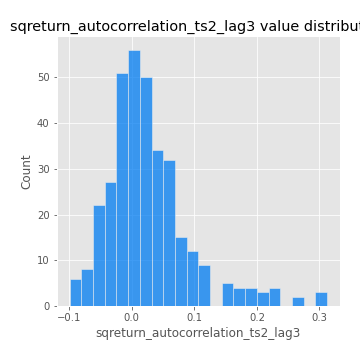 sqreturn_autocorrelation_ts2_lag3 value distribut
50
40
30
20
10
0
Count
−0.1 0.0 0.1 0.2 0.3
sqreturn_autocorrelation_ts2_lag3